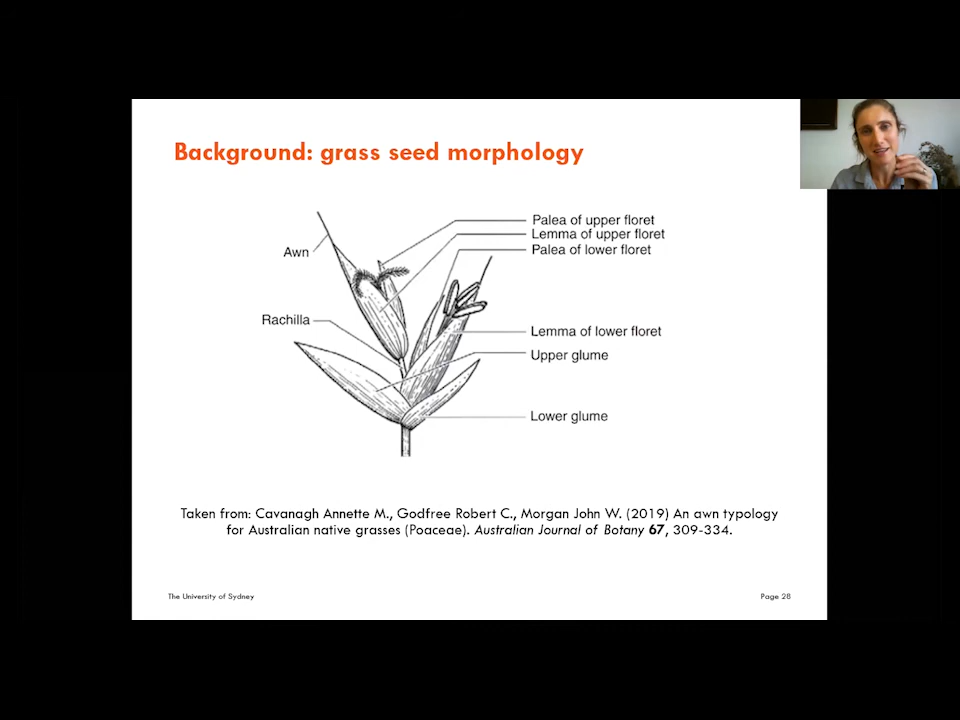 Background: grass seed morphology
Palea of upper floret
Lemma of upper floret
Palea of lower floret
Awn
Rachilla
Lemma of lower floret
Upper glume
Lower glume
Taken from: Cavanagh Annette M., Godfree Robert C., Morgan John W. (2019) An awn typology
for Australian native grasses (Poaceae). Australian Journal of Botany 67, 309-334.
The University of Sydney
Page 28